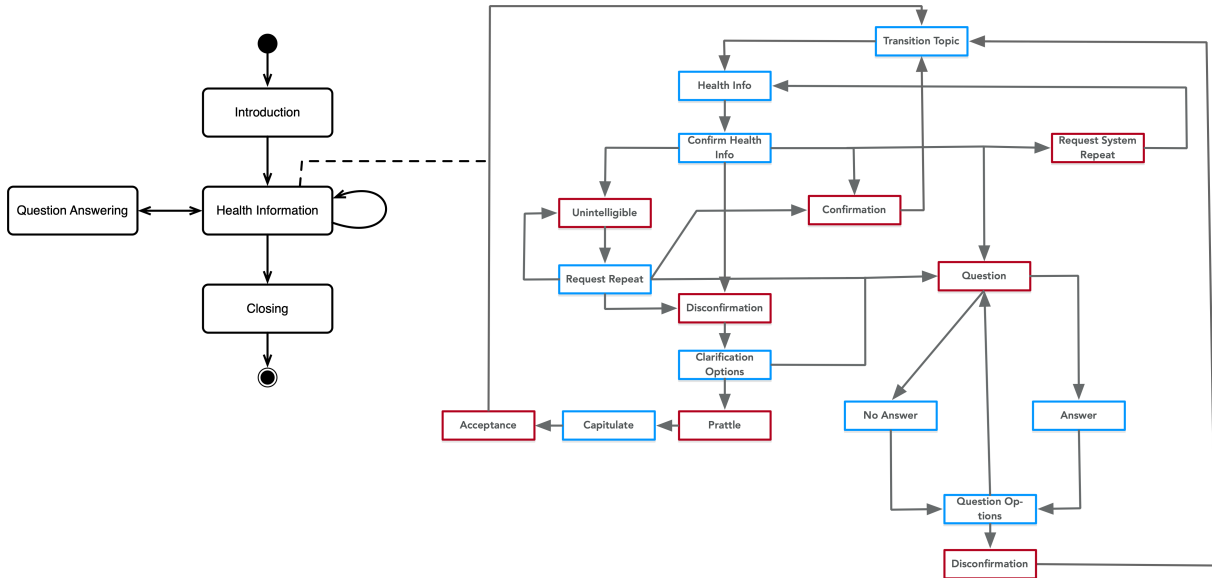 Introduction
Question Answering
Health Information
Closing
Transition Topic
Health Info
Confirm Health
Info
Request System
Repeat
Unintelligible
Confirmation
Request Repeat
Question
Disconfirmation
Clarification
Options
No Answer
Answer
Acceptance
Capitulate
Prattle
Question Op-
tions
Disconfirmation